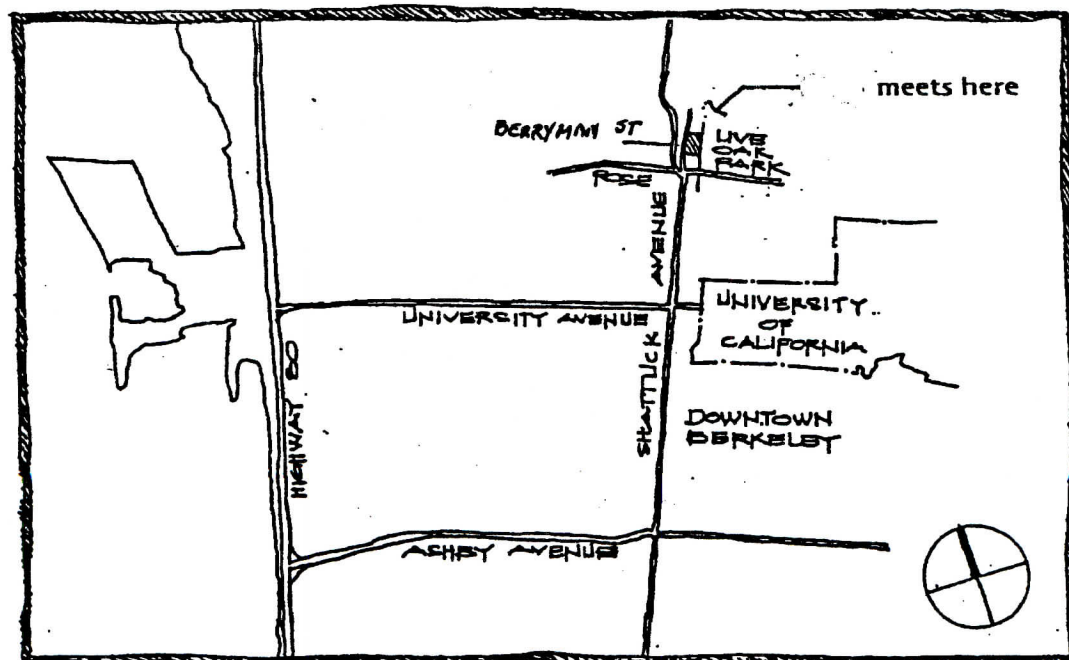 meets here
BERRYMAN ST
LIVE
OAK
PARK
ROSE
SHATTUCK AVENUE
UNIVERSITY AVENUE
UNIVERSITY
OF
CALIFORNIA
HIGHWAY 80
DOWNTOWN
BERKELEY
ASHBY AVENUE